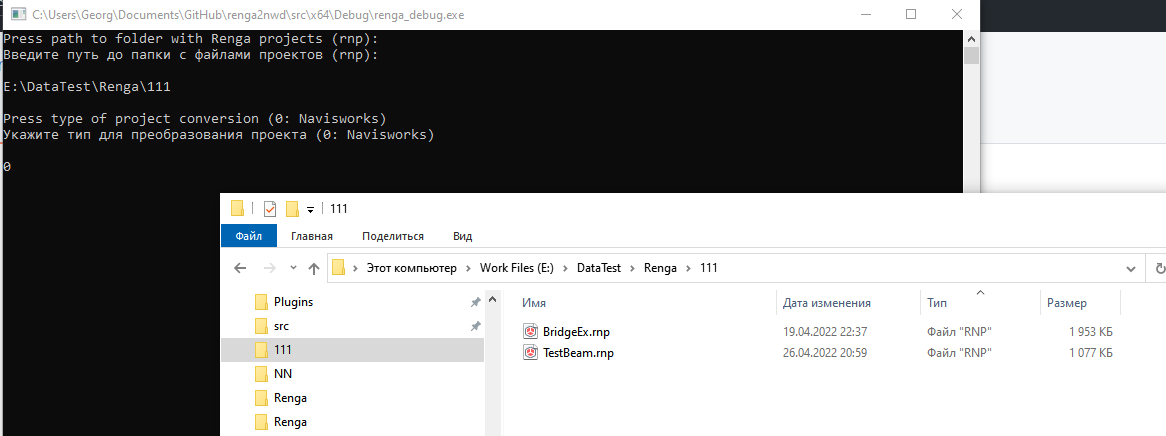 C:\Users\Georg\Documents\GitHub\renga2nwd\src\x64\Debug\renga_debug.exe
Press path to folder with Renga projects (rnp):
Введите путь до папки с файлами проектов (rnp):
E:\DataTest\Renga\111
Press type of project conversion (0: Navisworks)
Укажите тип для преобразования проекта (0: Navisworks)
0
111
Файл Главная Поделиться Вид
Этот компьютер Work Files (E:) DataTest Renga 111
Plugins
src
111
NN
Renga
Renga
Имя Дата изменения Тип Размер
BridgeEx.rnp 19.04.2022 22:37 Файл "RNP" 1 953 КБ
TestBeam.rnp 26.04.2022 20:59 Файл "RNP" 1 077 КБ